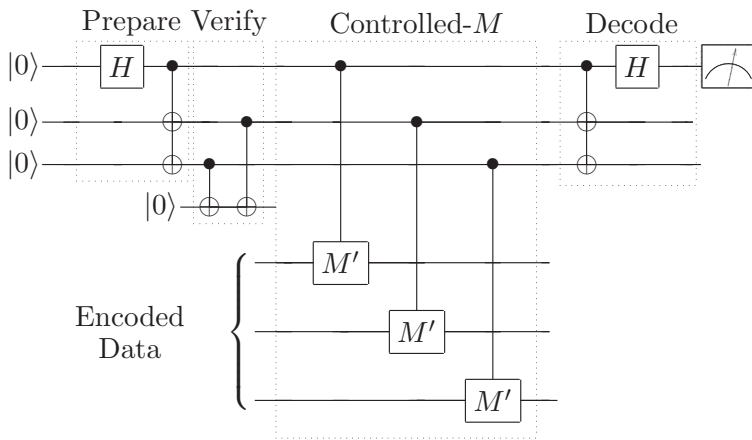 Prepare Verify Controlled-M Decode
|0⟩ H H
|0⟩
|0⟩
|0⟩
M′
Encoded
Data
M′
M′